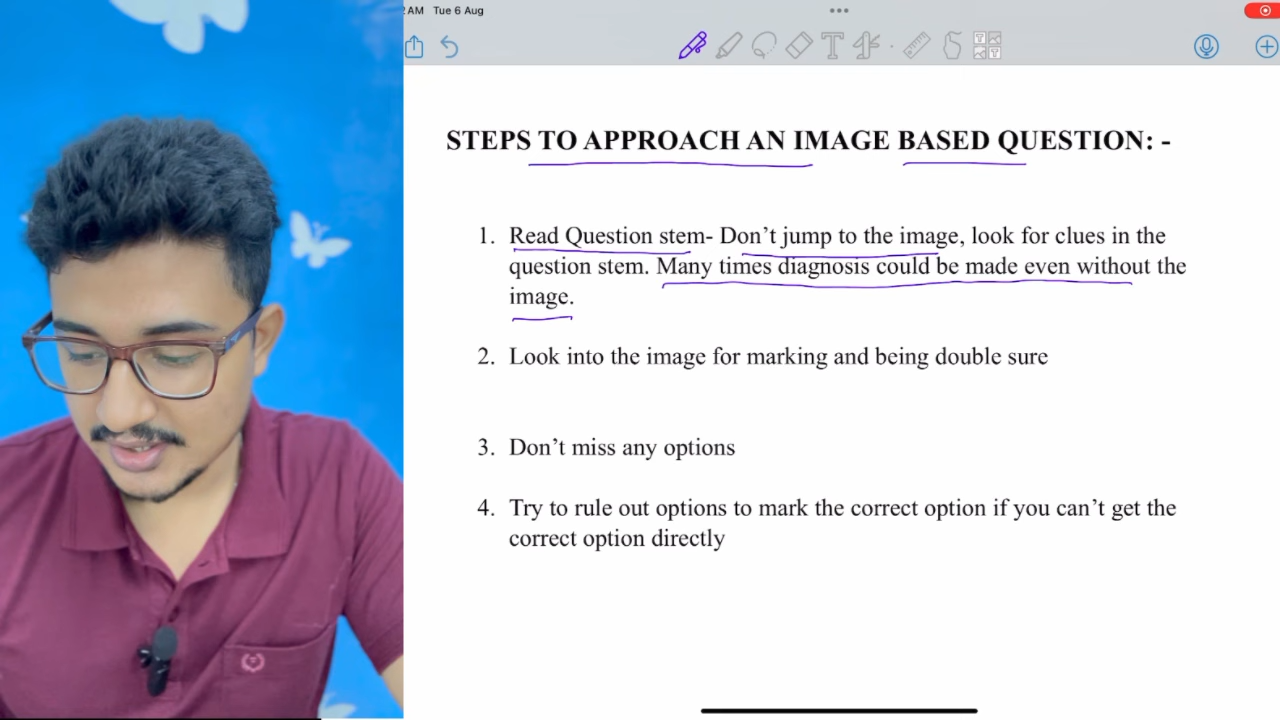 AM Tue 6 Aug
STEPS TO APPROACH AN IMAGE BASED QUESTION: -
1. Read Question stem- Don’t jump to the image, look for clues in the
question stem. Many times diagnosis could be made even without the
image.
2. Look into the image for marking and being double sure
3. Don’t miss any options
4. Try to rule out options to mark the correct option if you can’t get the
correct option directly